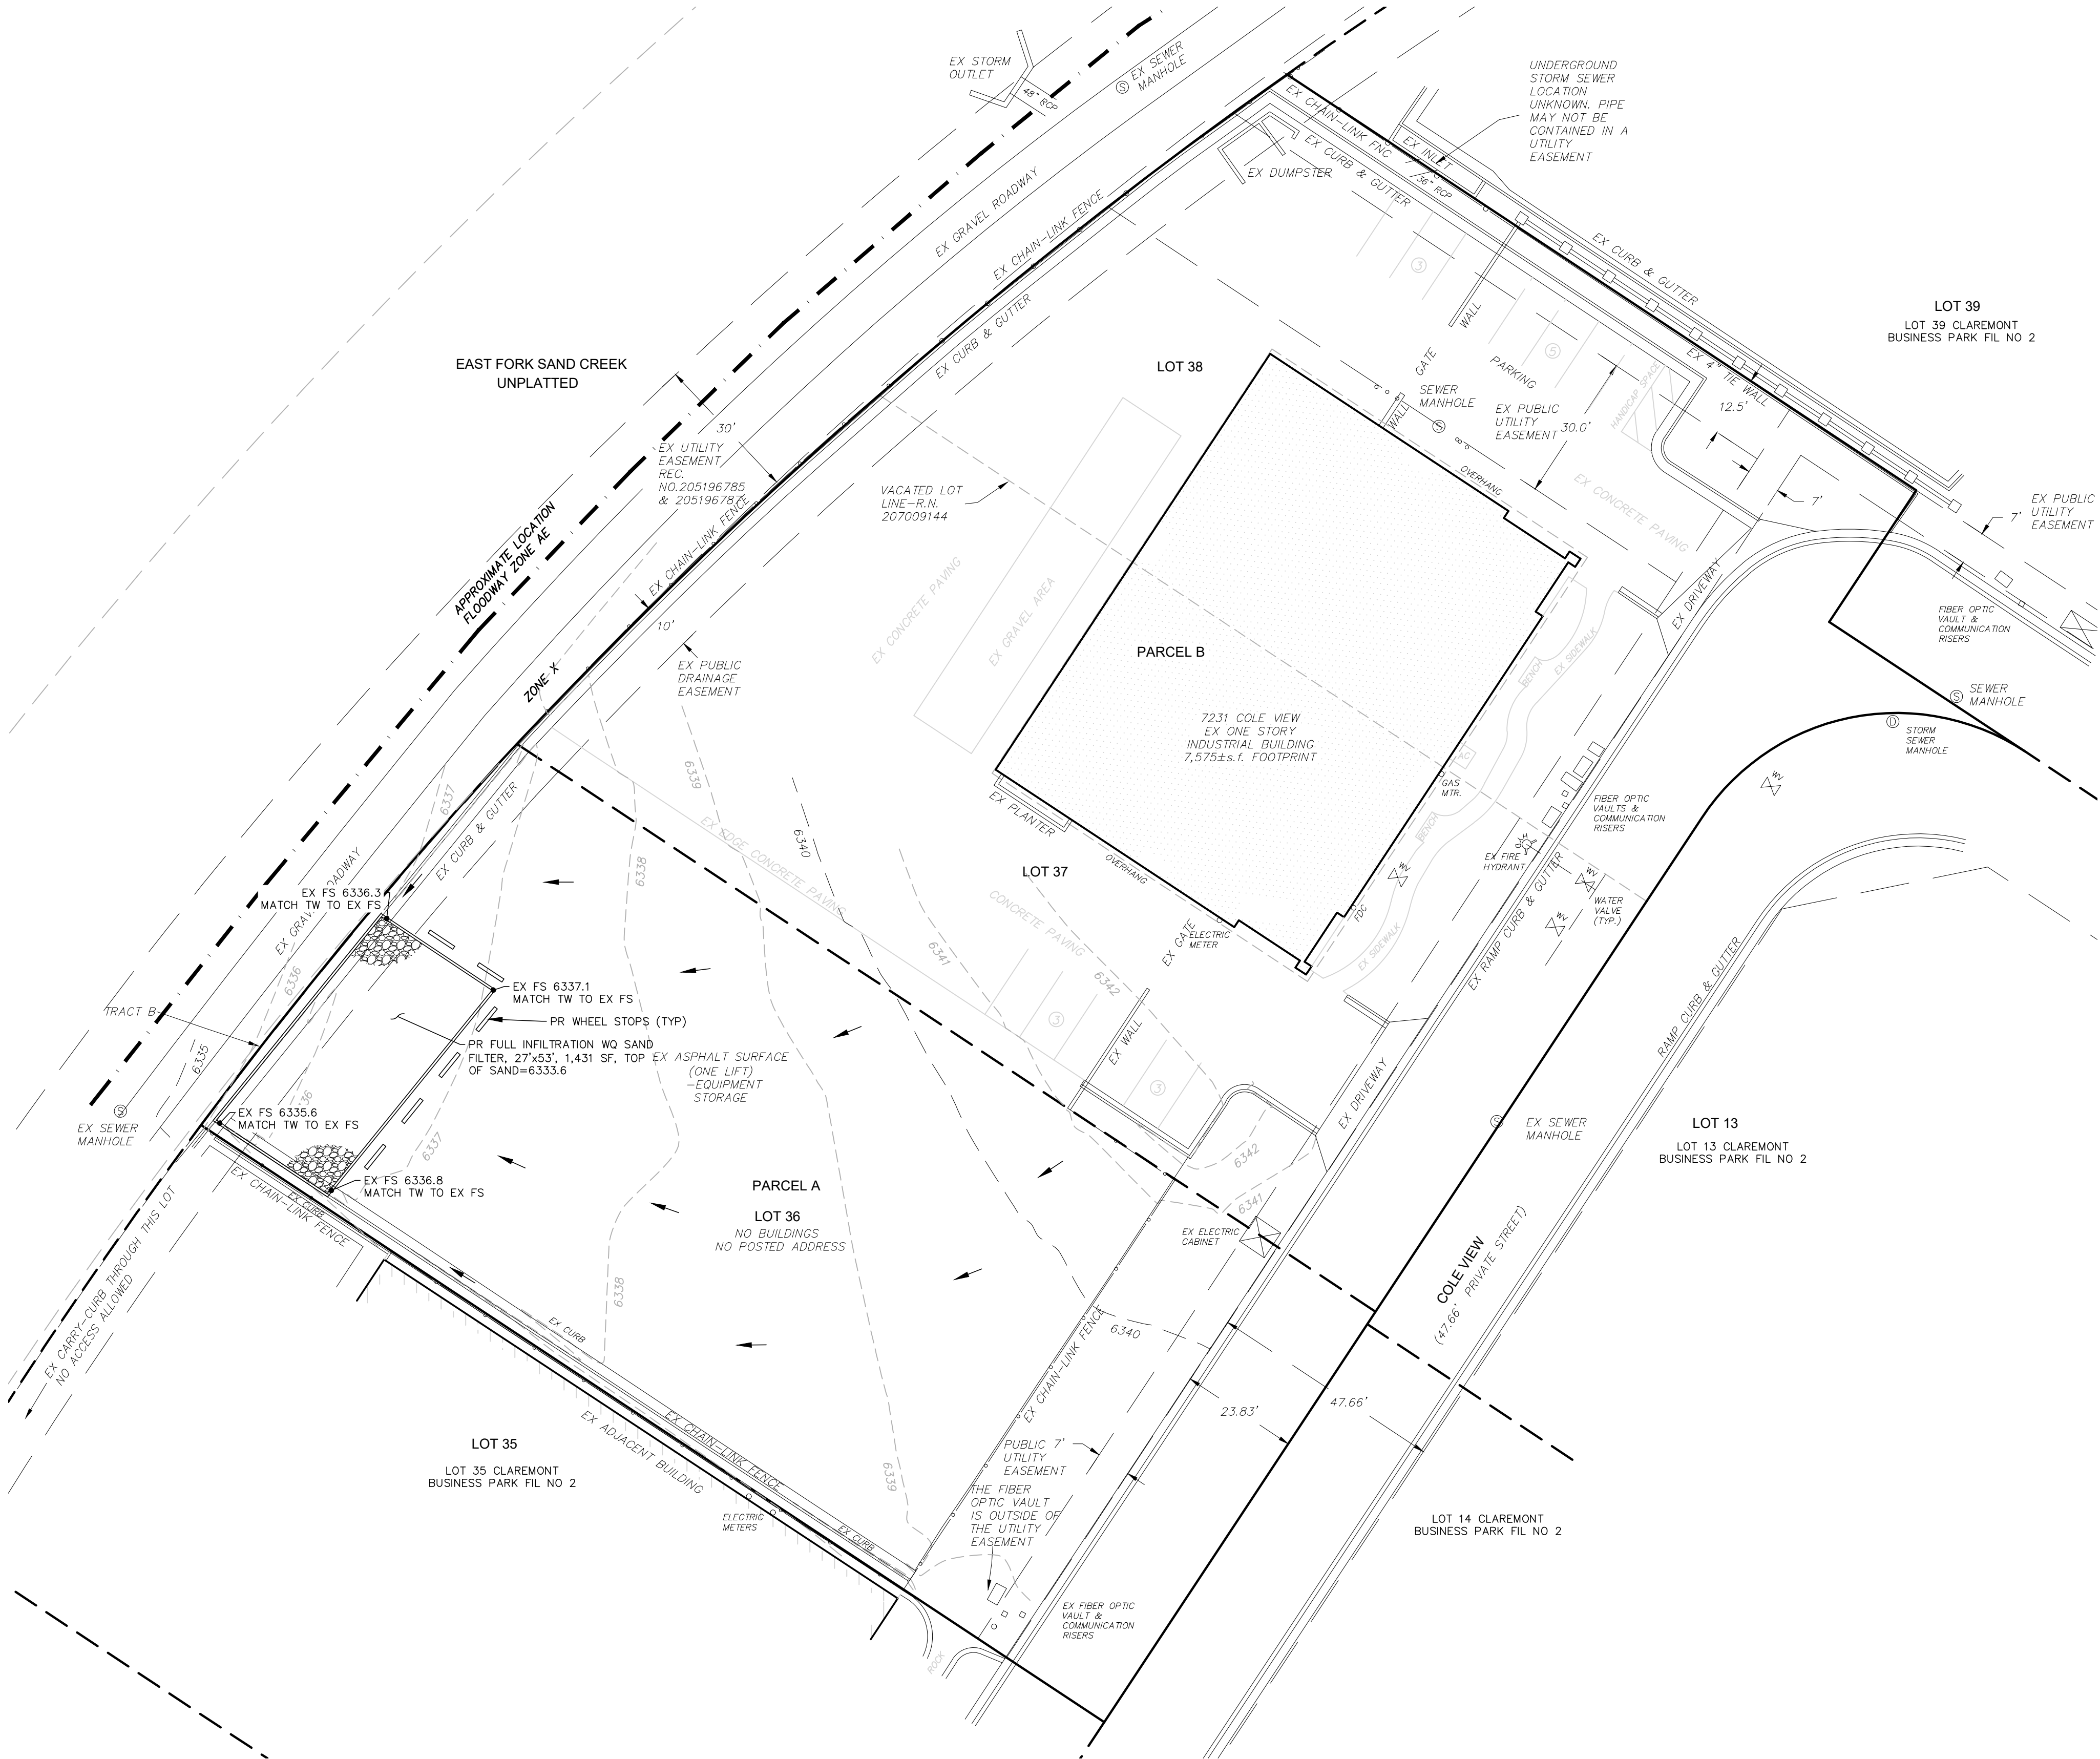 EX STORM
OUTLET
48" RCP
EX SEWER
MANHOLE
UNDERGROUND
STORM SEWER
LOCATION
UNKNOWN. PIPE
MAY NOT BE
CONTAINED IN A
UTILITY
EASEMENT
EX CHAIN-LINK FNC
EX INLET
36" RCP
EX CURB & GUTTER
EX DUMPSTER
EX GRAVEL ROADWAY
EX CHAIN-LINK FENCE
EX CURB & GUTTER
3
WALL
EX CURB & GUTTER
LOT 39
LOT 39 CLAREMONT
BUSINESS PARK FIL NO 2
EAST FORK SAND CREEK
UNPLATTED
LOT 38
GATE
PARKING
5
EX 4" TIE WALL
12.5'
HANDICAP SPACE
SEWER
MANHOLE
WALL
EX PUBLIC
UTILITY
EASEMENT
30.0'
30'
EX UTILITY
EASEMENT
REC.
NO.205196785
& 205196787
VACATED LOT
LINE-R.N.
207009144
OVERHANG
EX CONCRETE PAVING
7'
7'
EX PUBLIC
UTILITY
EASEMENT
APPROXIMATE LOCATION
FLOODWAY ZONE AE
EX CHAIN-LINK FENCE
10'
ZONE X
EX PUBLIC
DRAINAGE
EASEMENT
EX CONCRETE PAVING
EX GRAVEL AREA
PARCEL B
7231 COLE VIEW
EX ONE STORY
INDUSTRIAL BUILDING
7,575±s.f. FOOTPRINT
BENCH
EX SIDEWALK
EX DRIVEWAY
FIBER OPTIC
VAULT &
COMMUNICATION
RISERS
S SEWER
MANHOLE
D
STORM
SEWER
MANHOLE
WV
AC
GAS
MTR.
FIBER OPTIC
VAULTS &
COMMUNICATION
RISERS
BENCH
EX FIRE
HYDRANT
WV
WV
WATER
VALVE
(TYP.)
WV
6337
6339
6338
6340
EX CURB & GUTTER
EX EDGE CONCRETE PAVING
EX PLANTER
OVERHANG
LOT 37
CONCRETE PAVING
6341
6342
3
EX GATE
ELECTRIC
METER
FDC
EX SIDEWALK
EX RAMP CURB & GUTTER
EX FS 6336.3
MATCH TW TO EX FS
6336
EX FS 6337.1
MATCH TW TO EX FS
PR WHEEL STOPS (TYP)
PR FULL INFILTRATION WQ SAND
FILTER, 27'x53', 1,431 SF, TOP
OF SAND=6333.6
TRACT B
6335
EX ASPHALT SURFACE
(ONE LIFT)
-EQUIPMENT
STORAGE
EX WALL
3
EX DRIVEWAY
RAMP CURB & GUTTER
EX SEWER
MANHOLE
EX FS 6335.6
MATCH TW TO EX FS
6337
EX FS 6336.8
MATCH TW TO EX FS
EX CURB
EX CHAIN-LINK FENCE
PARCEL A
LOT 36
NO BUILDINGS
NO POSTED ADDRESS
6342
6341
EX ELECTRIC
CABINET
EX SEWER
MANHOLE
LOT 13
LOT 13 CLAREMONT
BUSINESS PARK FIL NO 2
COLE VIEW
(47.66' PRIVATE STREET)
EX CARRY-CURB THROUGH THIS LOT
NO ACCESS ALLOWED
6338
EX CURB
6340
EX CHAIN-LINK FENCE
23.83'
47.66'
EX CHAIN-LINK FENCE
EX ADJACENT BUILDING
6339
LOT 35
LOT 35 CLAREMONT
BUSINESS PARK FIL NO 2
ELECTRIC
METERS
EX CURB
PUBLIC 7'
UTILITY
EASEMENT
THE FIBER
OPTIC VAULT
IS OUTSIDE OF
THE UTILITY
EASEMENT
LOT 14 CLAREMONT
BUSINESS PARK FIL NO 2
EX FIBER OPTIC
VAULT &
COMMUNICATION
RISERS
ROCK